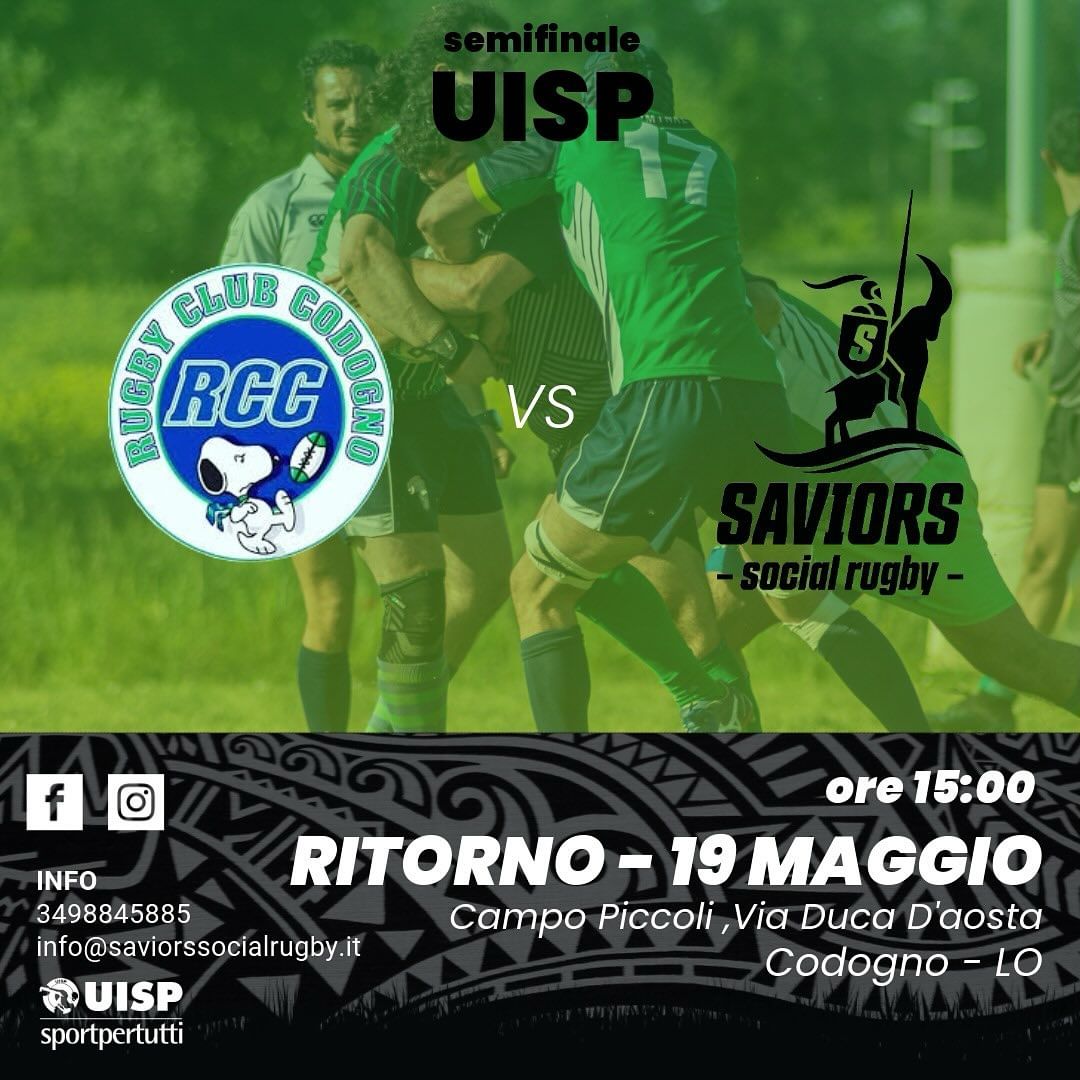 semifinale
UISP
17
RUGBY CLUB CODOGNO
RCC
VS
S
SAVIORS
- social rugby -
ore 15:00
RITORNO - 19 MAGGIO
Campo Piccoli ,Via Duca D'aosta
Codogno - LO
INFO
3498845885
info@saviorssocialrugby.it
UISP
sportpertutti